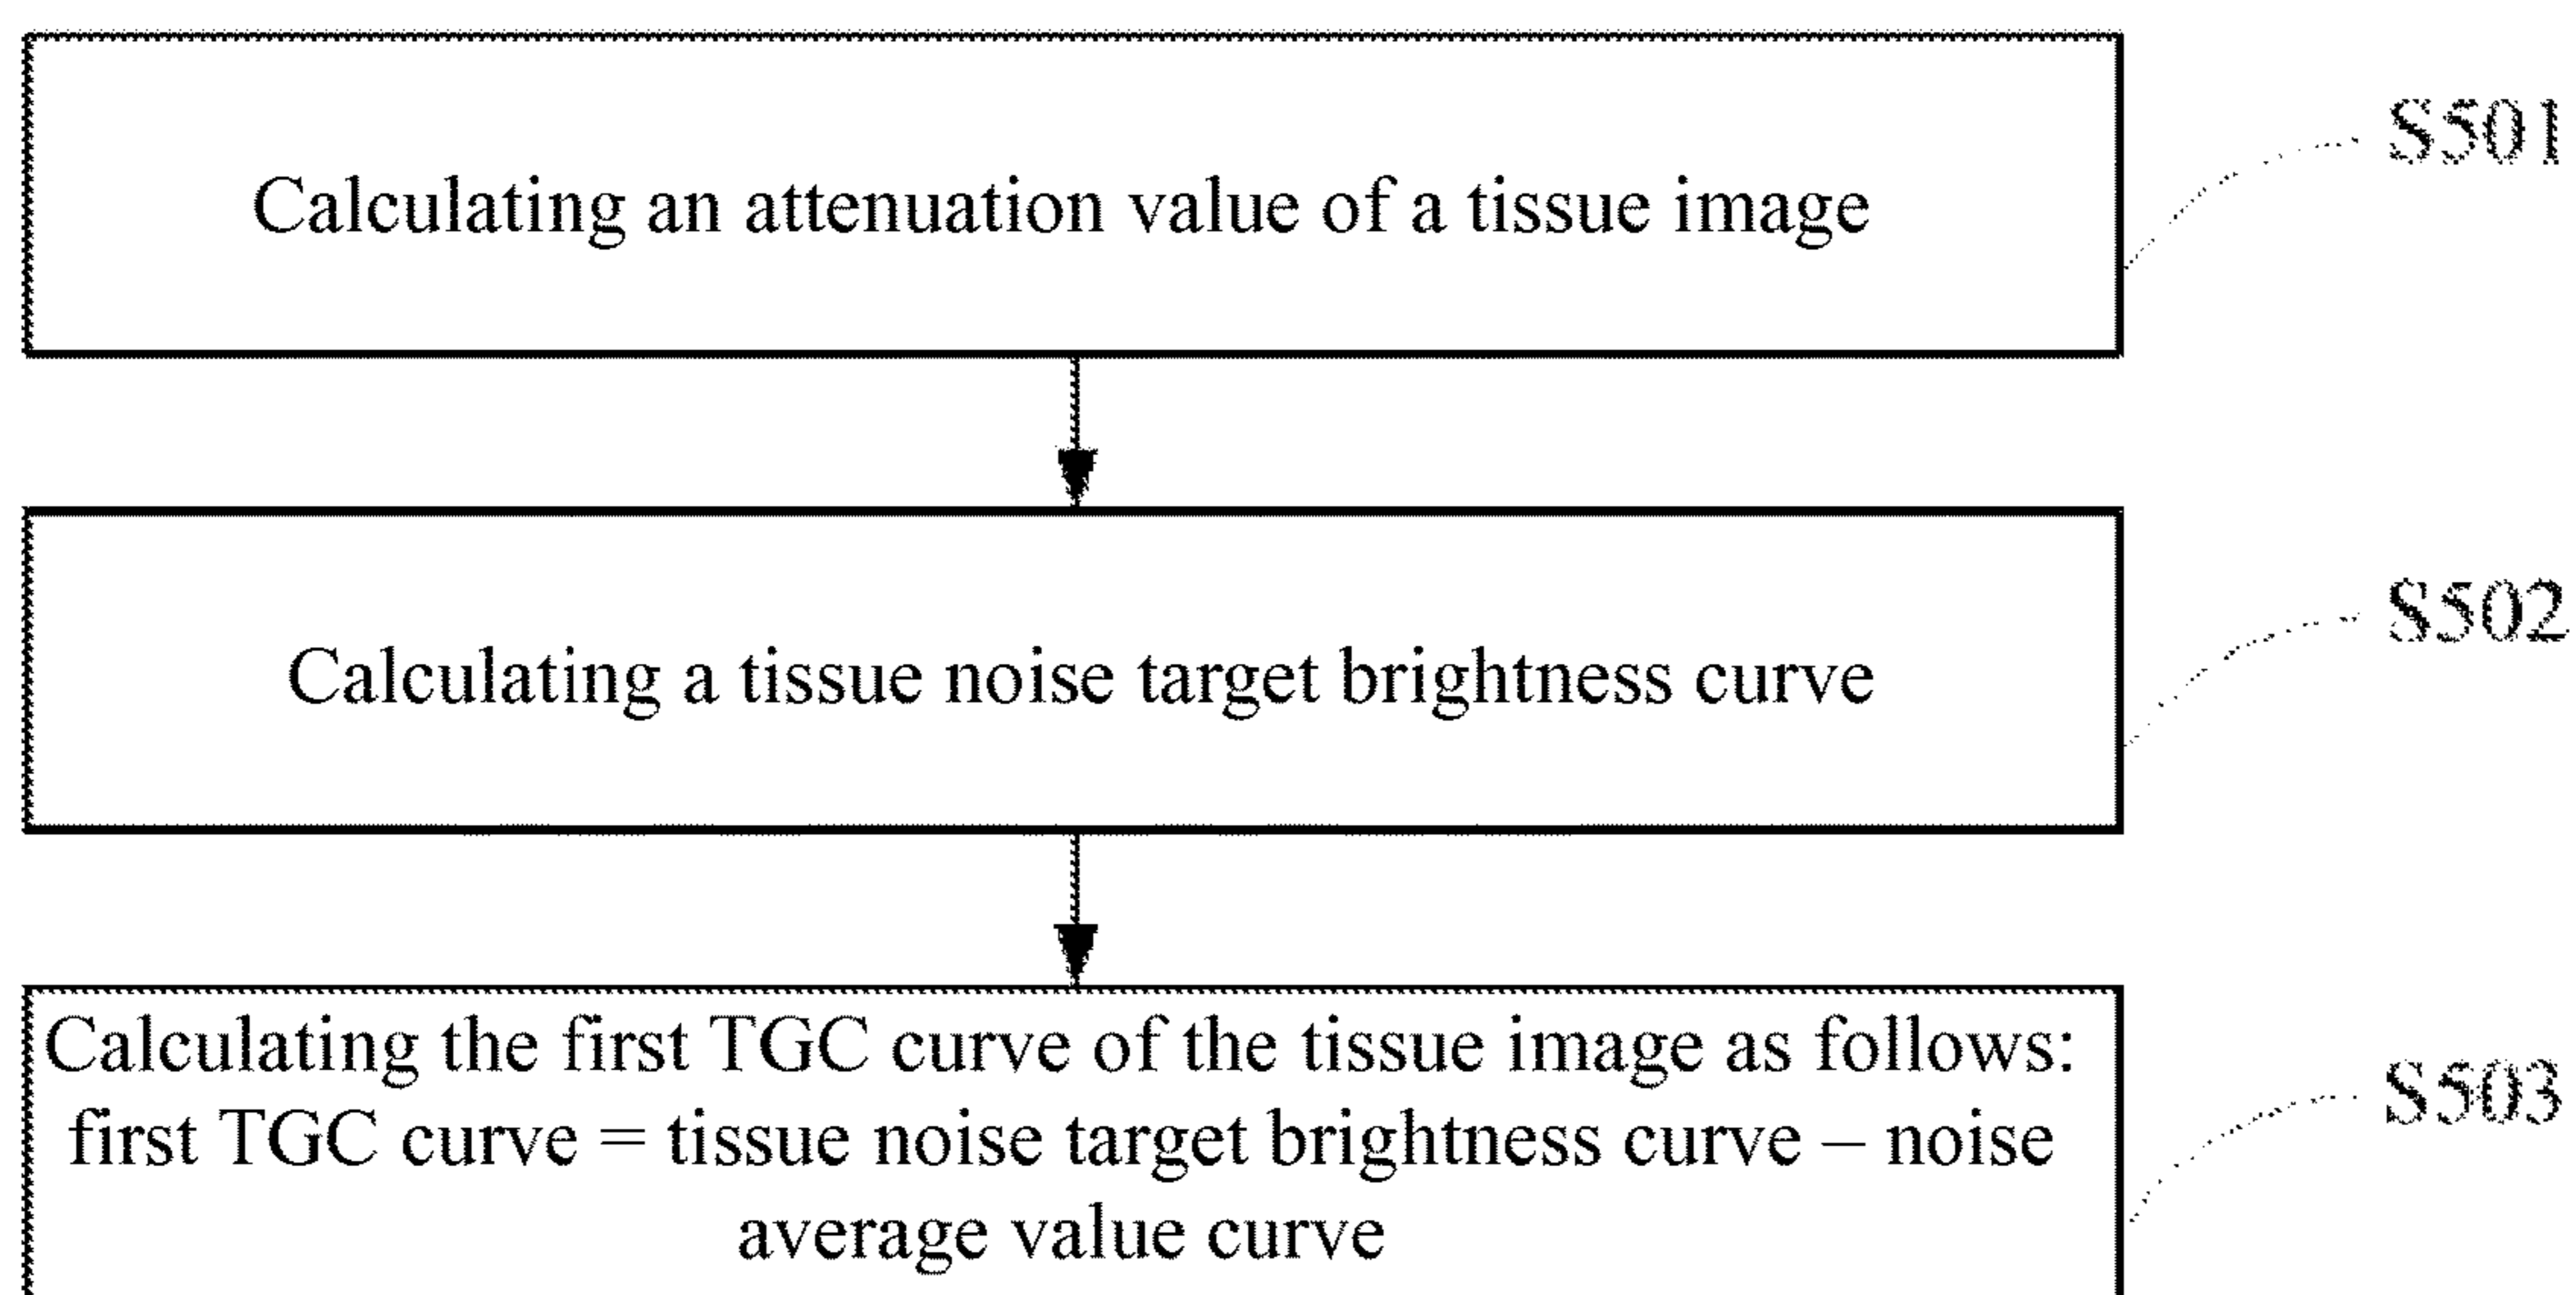 Calculating an attenuation value of a tissue image
S501
Calculating a tissue noise target brightness curve
S502
Calculating the first TGC curve of the tissue image as follows:
first TGC curve = tissue noise target brightness curve – noise
average value curve
S503